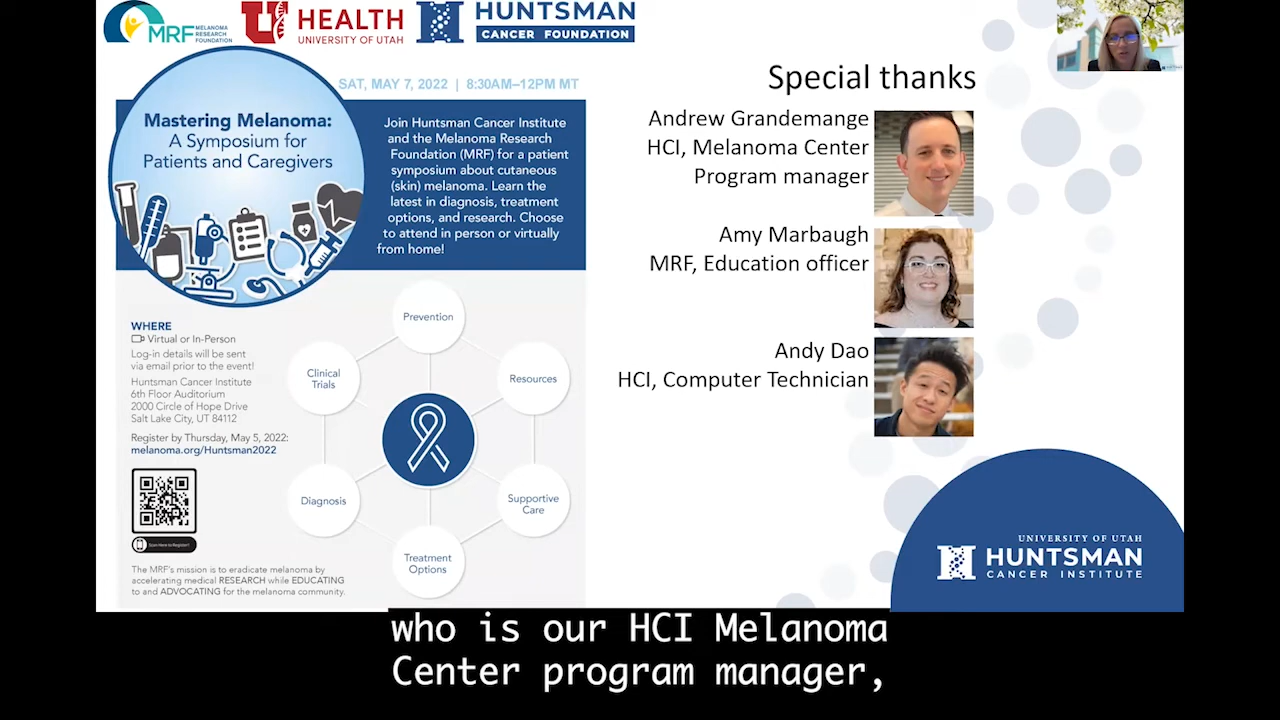 MRF MELANOMA
RESEARCH
FOUNDATION
U HEALTH
UNIVERSITY OF UTAH
HUNTSMAN
CANCER FOUNDATION
SAT, MAY 7, 2022 | 8:30AM–12PM MT
Mastering Melanoma:
A Symposium for
Patients and Caregivers
Join Huntsman Cancer Institute
and the Melanoma Research
Foundation (MRF) for a patient
symposium about cutaneous
(skin) melanoma. Learn the
latest in diagnosis, treatment
options, and research. Choose
to attend in person or virtually
from home!
WHERE
Virtual or In-Person
Log-in details will be sent
via email prior to the event!
Huntsman Cancer Institute
6th Floor Auditorium
2000 Circle of Hope Drive
Salt Lake City, UT 84112
Register by Thursday, May 5, 2022:
melanoma.org/Huntsman2022
Scan Here to Register!
Prevention
Clinical
Trials
Resources
Diagnosis
Supportive
Care
Treatment
Options
The MRF's mission is to eradicate melanoma by
accelerating medical RESEARCH while EDUCATING
to and ADVOCATING for the melanoma community.
Special thanks
Andrew Grandemange
HCI, Melanoma Center
Program manager
Amy Marbaugh
MRF, Education officer
Andy Dao
HCI, Computer Technician
UNIVERSITY OF UTAH
HUNTSMAN
CANCER INSTITUTE
who is our HCI Melanoma
Center program manager,